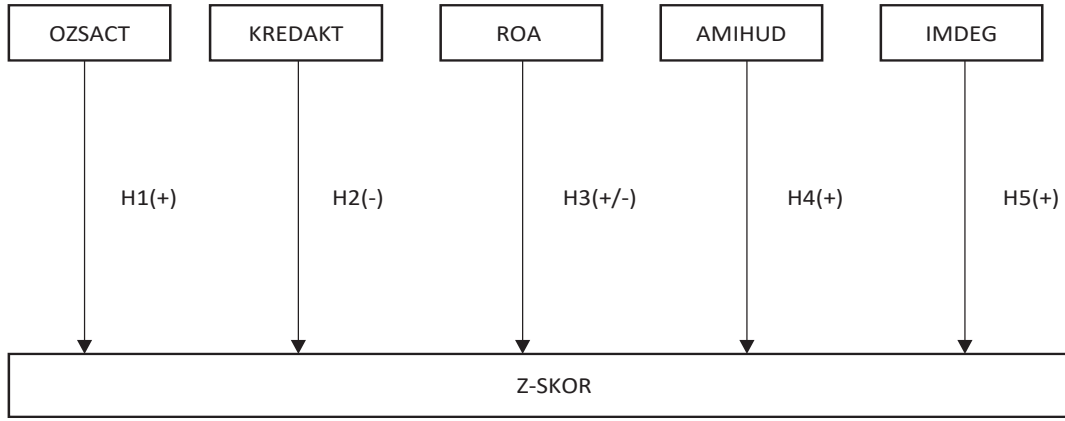 OZSACT KREDAKT ROA AMIHUD IMDEG
H1(+) H2(-) H3(+/-) H4(+) H5(+)
Z-SKOR